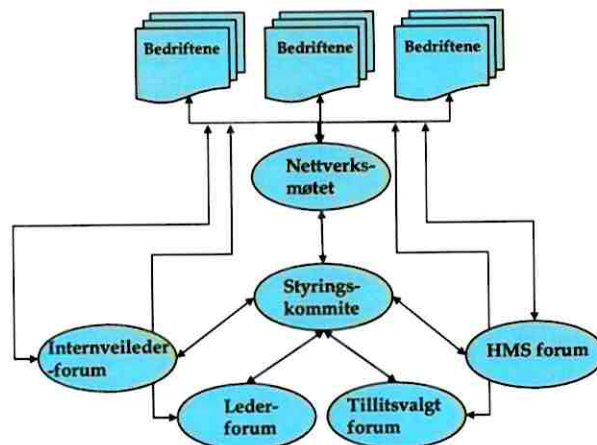 Bedriftene
Bedriftene
Bedriftene
Nettverks-
møtet
Styrings-
kommite
Internveileder
-forum
HMS forum
Leder-
forum
Tillitsvalgt
forum